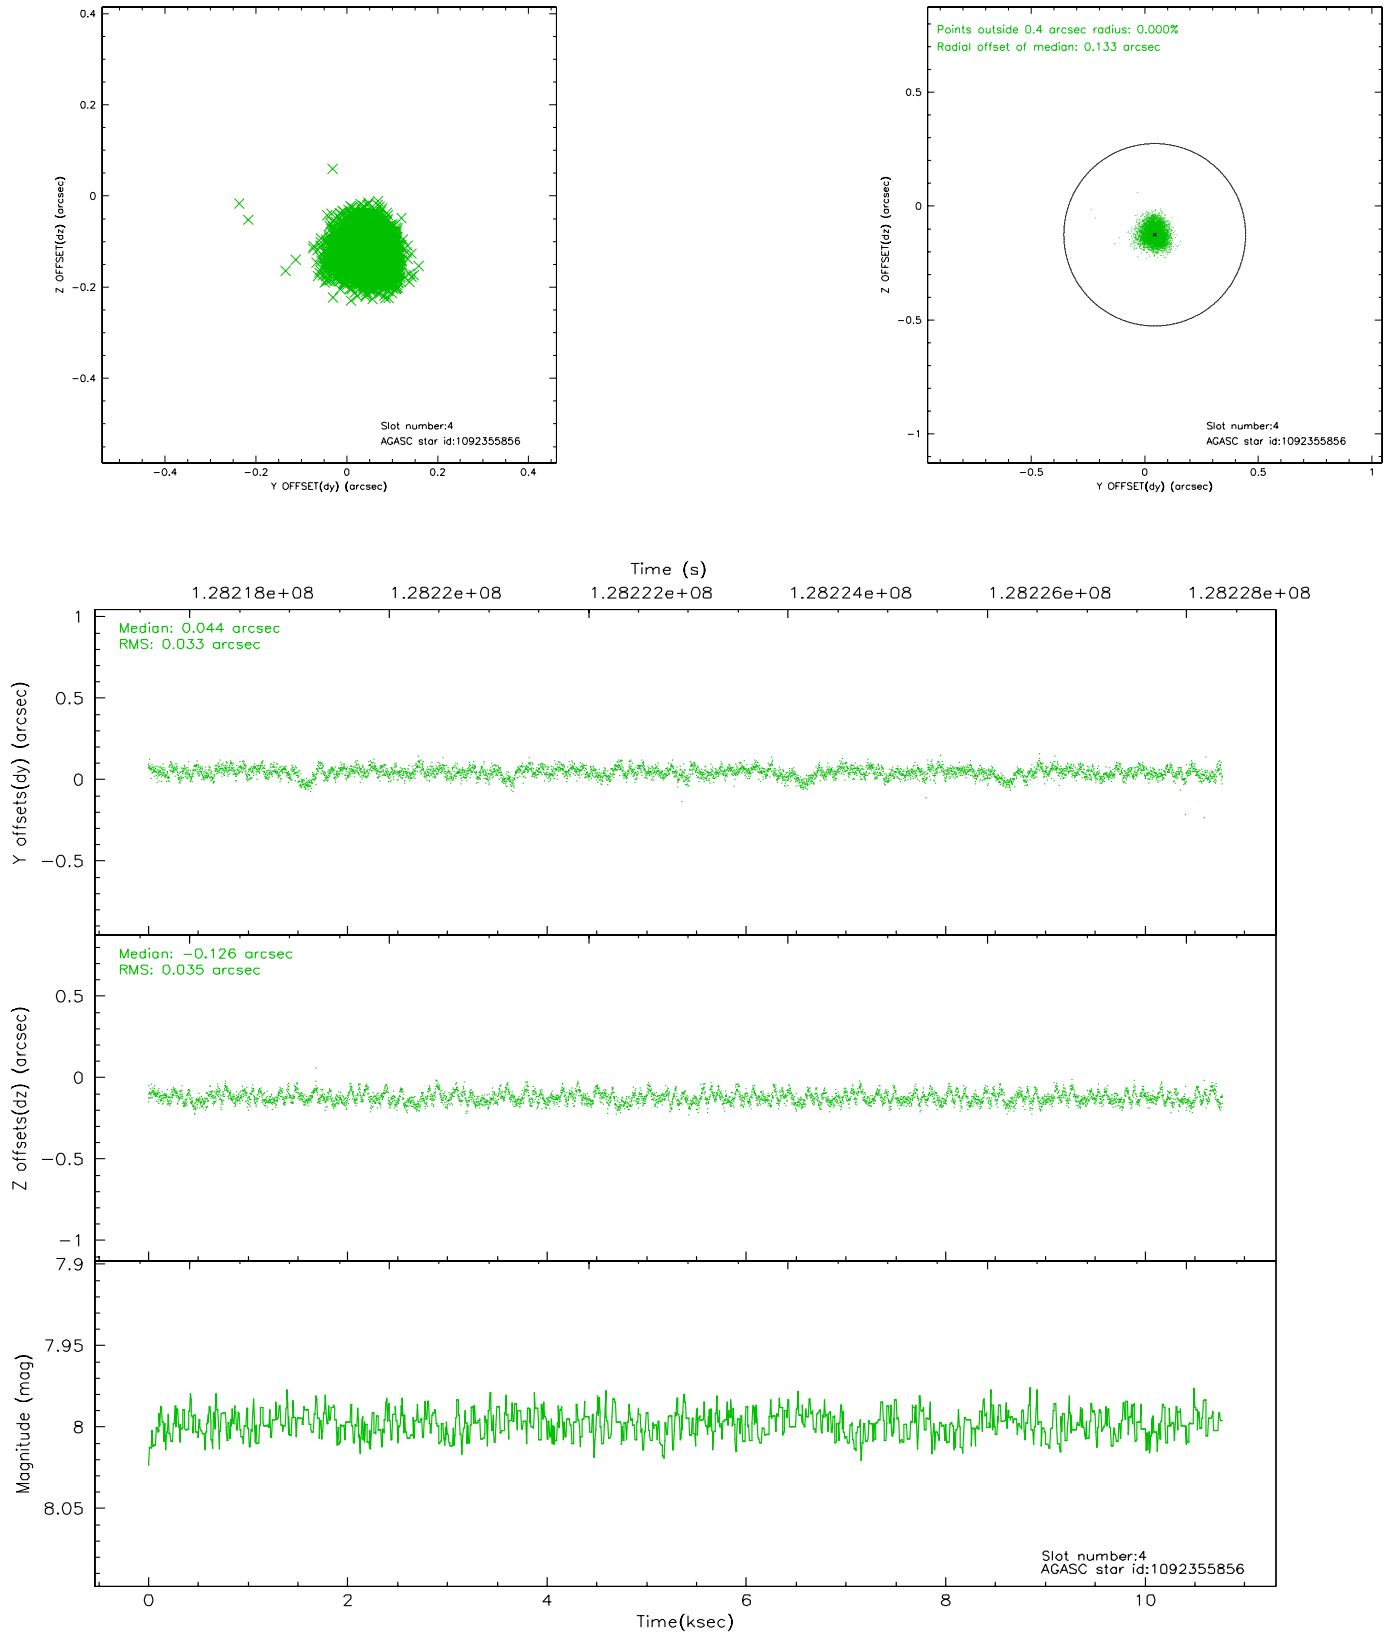 0.4
0.2
0
−0.2
−0.4
Z OFFSET(dz) (arcsec)
Slot number:4
AGASC star id:1092355856
−0.4 −0.2 0 0.2 0.4
Y OFFSET(dy) (arcsec)
Points outside 0.4 arcsec radius: 0.000%
Radial offset of median: 0.133 arcsec
0.5
0
−0.5
−1
Z OFFSET(dz) (arcsec)
Slot number:4
AGASC star id:1092355856
−0.5 0 0.5 1
Y OFFSET(dy) (arcsec)
Time (s)
1.28218e+08 1.2822e+08 1.28222e+08 1.28224e+08 1.28226e+08 1.28228e+08
Median: 0.044 arcsec
RMS: 0.033 arcsec
1
0.5
0
−0.5
Y offsets(dy) (arcsec)
Median: −0.126 arcsec
RMS: 0.035 arcsec
0.5
0
−0.5
−1
Z offsets(dz) (arcsec)
7.9
7.95
8
8.05
Magnitude (mag)
Slot number:4
AGASC star id:1092355856
0 2 4 6 8 10
Time(ksec)